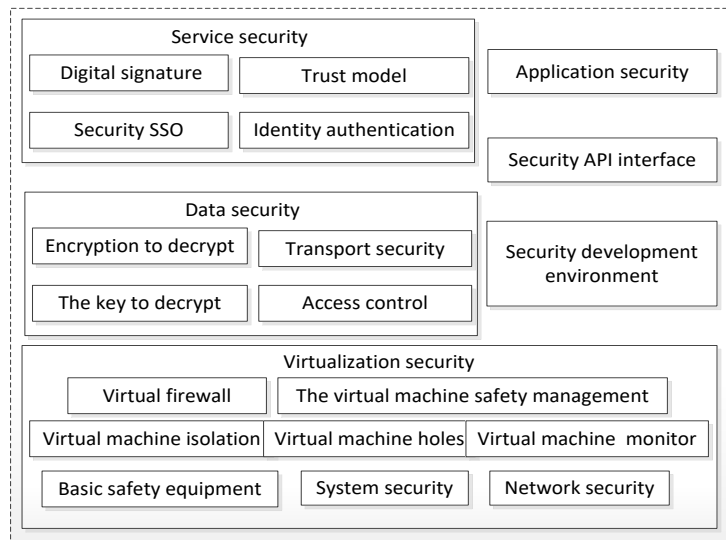 Service security
Digital signature
Trust model
Security SSO
Identity authentication
Application security
Security API interface
Data security
Encryption to decrypt
Transport security
The key to decrypt
Access control
Security development
environment
Virtualization security
Virtual firewall
The virtual machine safety management
Virtual machine isolation
Virtual machine holes
Virtual machine monitor
Basic safety equipment
System security
Network security